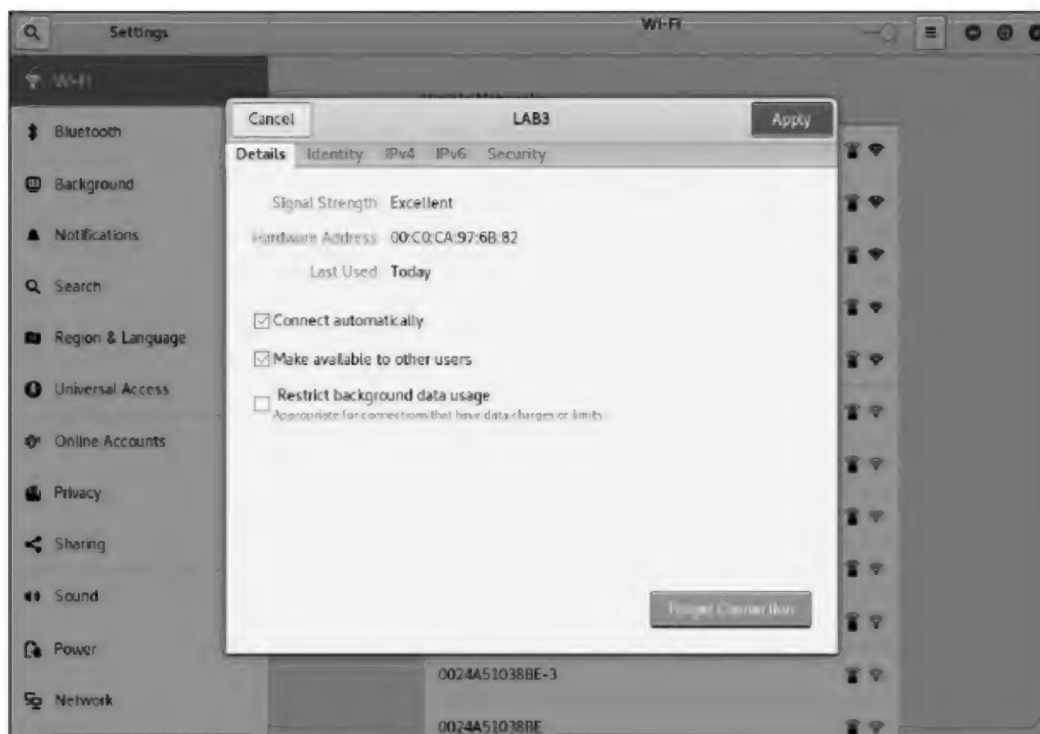 Settings
Wi-Fi
Wi-Fi
Visible Networks
Bluetooth
Background
Notifications
Search
Region & Language
Universal Access
Online Accounts
Privacy
Sharing
Sound
Power
Network
Cancel
LAB3
Apply
Details Identity IPv4 IPv6 Security
Signal Strength Excellent
Hardware Address 00:C0:CA:97:6B:82
Last Used Today
Connect automatically
Make available to other users
Restrict background data usage
Appropriate for connections that have data charges or limits
Forget Connection
0024A51038BE-3
0024A51038BE